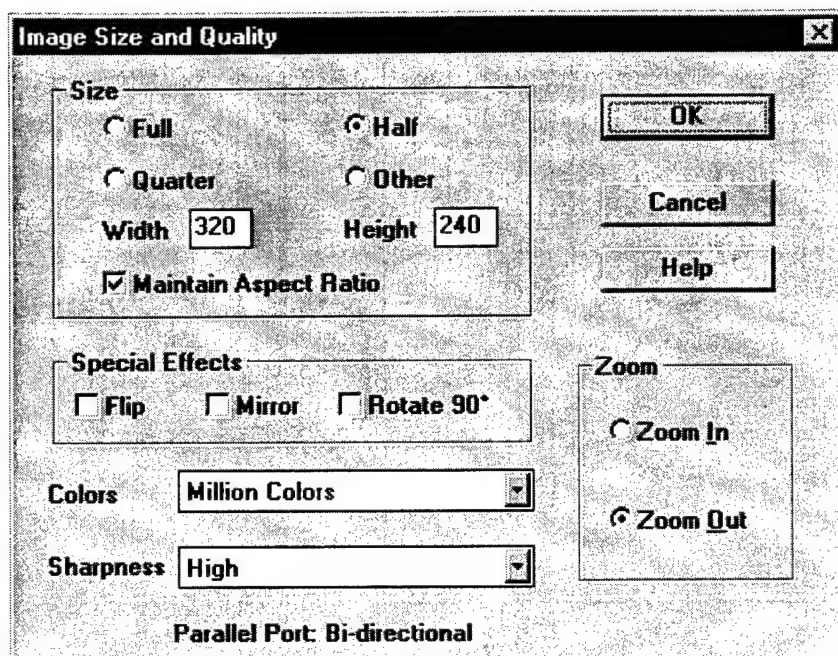 Image Size and Quality
Size
Full
Half
Quarter
Other
Width 320
Height 240
Maintain Aspect Ratio
OK
Cancel
Help
Special Effects
Flip
Mirror
Rotate 90°
Zoom
Zoom In
Zoom Out
Colors Million Colors
Sharpness High
Parallel Port: Bi-directional